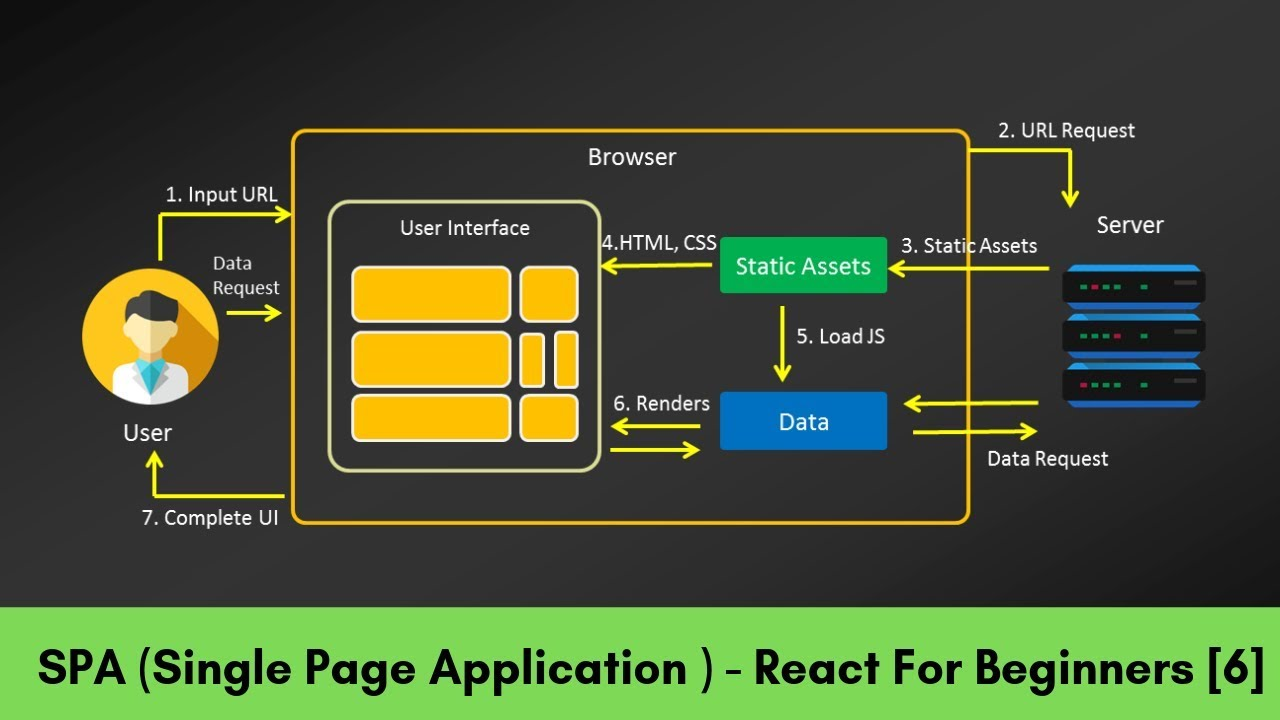 2. URL Request
Browser
1. Input URL
Server
User Interface
4.HTML, CSS
3. Static Assets
Static Assets
Data
Request
5. Load JS
6. Renders
Data
User
Data Request
7. Complete UI
SPA (Single Page Application ) - React For Beginners [6]